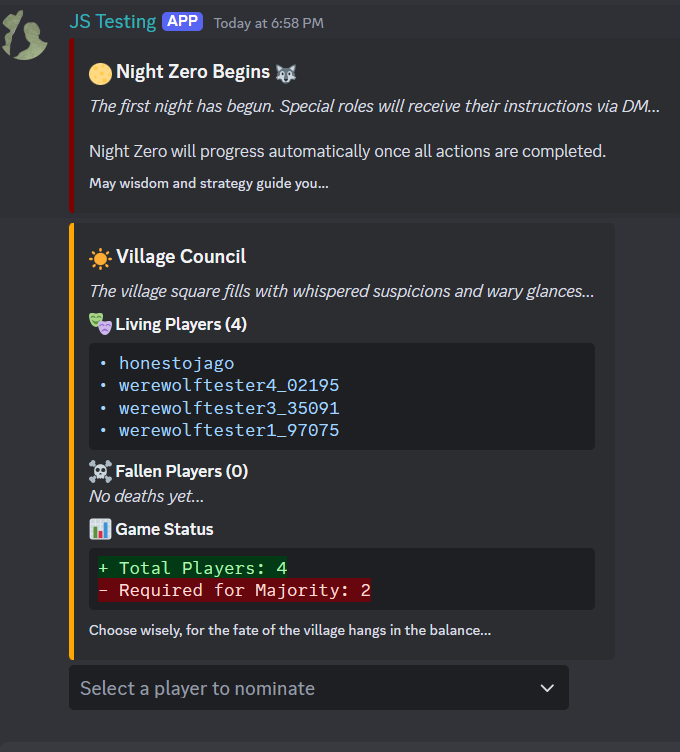 JS Testing APP Today at 6:58 PM
Night Zero Begins
The first night has begun. Special roles will receive their instructions via DM...
Night Zero will progress automatically once all actions are completed.
May wisdom and strategy guide you...
Village Council
The village square fills with whispered suspicions and wary glances...
Living Players (4)
• honestojago
• werewolftester4_02195
• werewolftester3_35091
• werewolftester1_97075
Fallen Players (0)
No deaths yet...
Game Status
+ Total Players: 4
- Required for Majority: 2
Choose wisely, for the fate of the village hangs in the balance...
Select a player to nominate